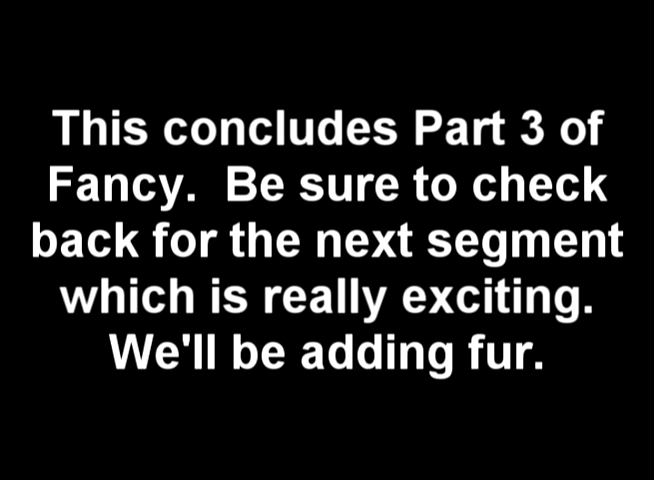 This concludes Part 3 of
Fancy.  Be sure to check
back for the next segment
which is really exciting.
We'll be adding fur.